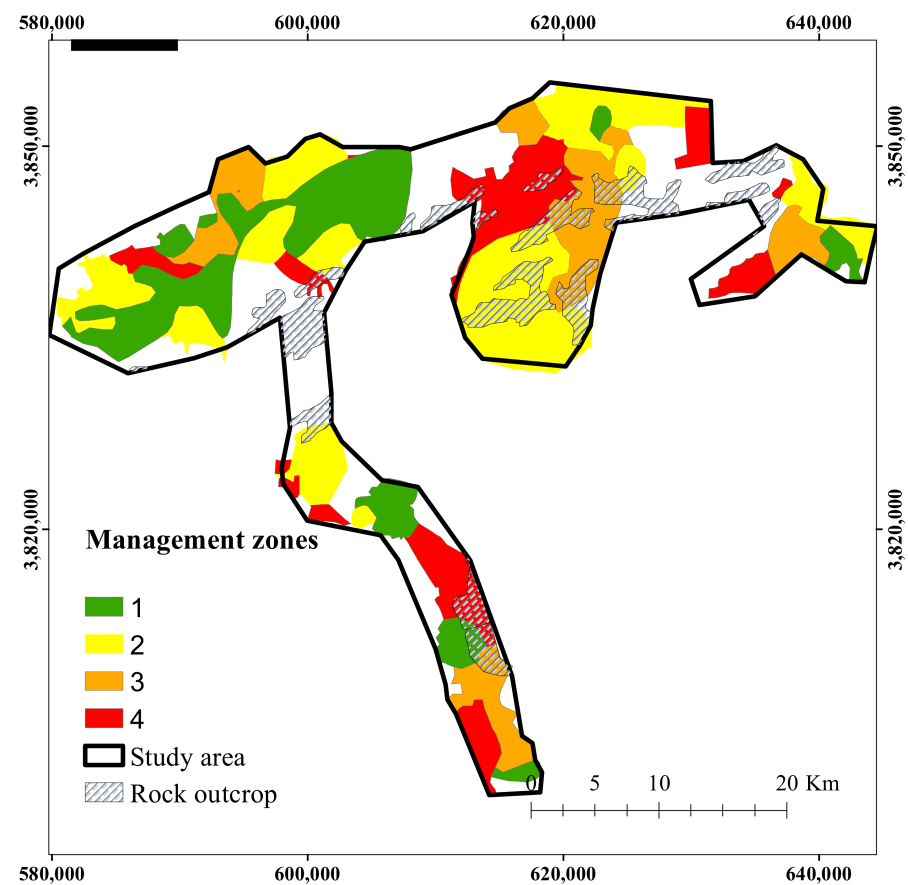 580,000 600,000 620,000 640,000
3,850,000 3,850,000
3,820,000 3,820,000
Management zones
1
2
3
4
Study area
Rock outcrop
0 5 10 20 Km
580,000 600,000 620,000 640,000